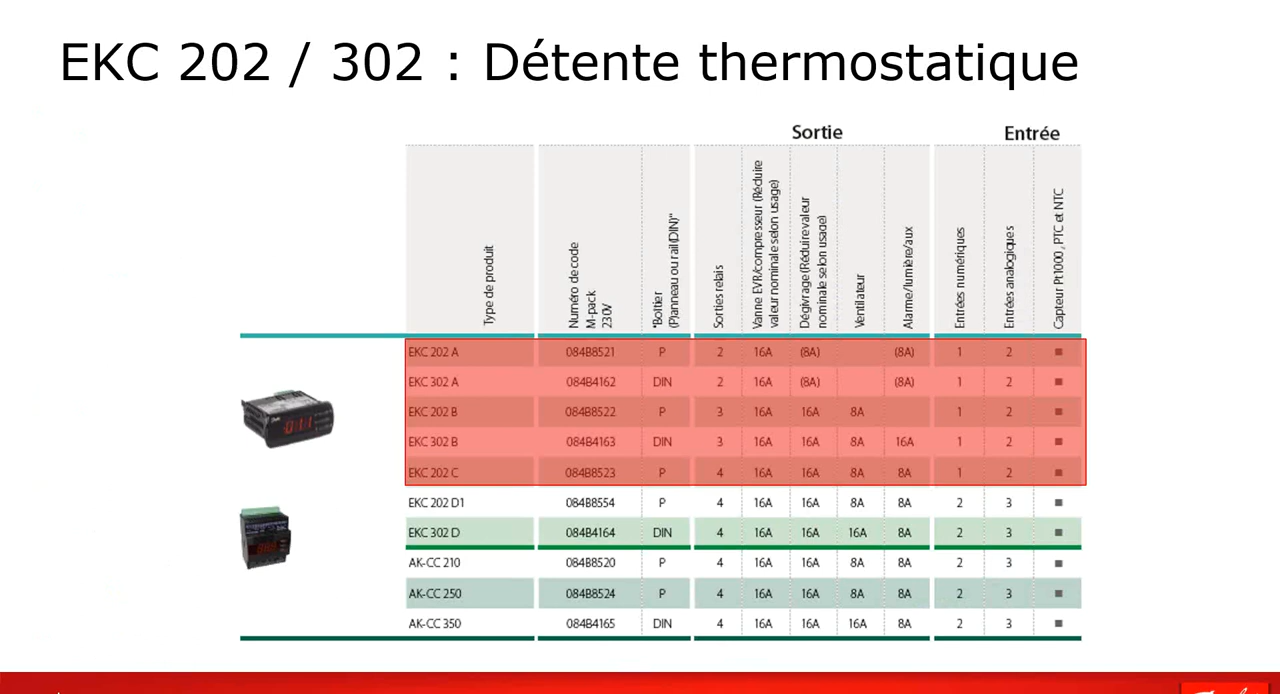 EKC 202 / 302 : Détente thermostatique
Sortie Entrée
Type de produit
Numéro de code
M-pack
230V
"Boîtier
(Planneau ou rail(DIN)"
Sorties relais
Vanne EVR/compresseur (Réduire
valeur nominale selon usage)
Dégivrage (Réduire valeur
nominale selon usage)
Ventilateur
Alarme/lumière/aux
Entrées numériques
Entrées analogiques
Capteur Pt1000, PTC et NTC
EKC 202 A 084B8521 P 2 16A (8A) (8A) 1 2 ■
EKC 302 A 084B4162 DIN 2 16A (8A) (8A) 1 2 ■
EKC 202 B 084B8522 P 3 16A 16A 8A 1 2 ■
EKC 302 B 084B4163 DIN 3 16A 16A 8A 16A 1 2 ■
EKC 202 C 084B8523 P 4 16A 16A 8A 8A 1 2 ■
EKC 202 D1 084B8554 P 4 16A 16A 8A 8A 2 3 ■
EKC 302 D 084B4164 DIN 4 16A 16A 16A 8A 2 3 ■
AK-CC 210 084B8520 P 4 16A 16A 8A 8A 2 3 ■
AK-CC 250 084B8524 P 4 16A 16A 8A 8A 2 3 ■
AK-CC 350 084B4165 DIN 4 16A 16A 16A 8A 2 3 ■